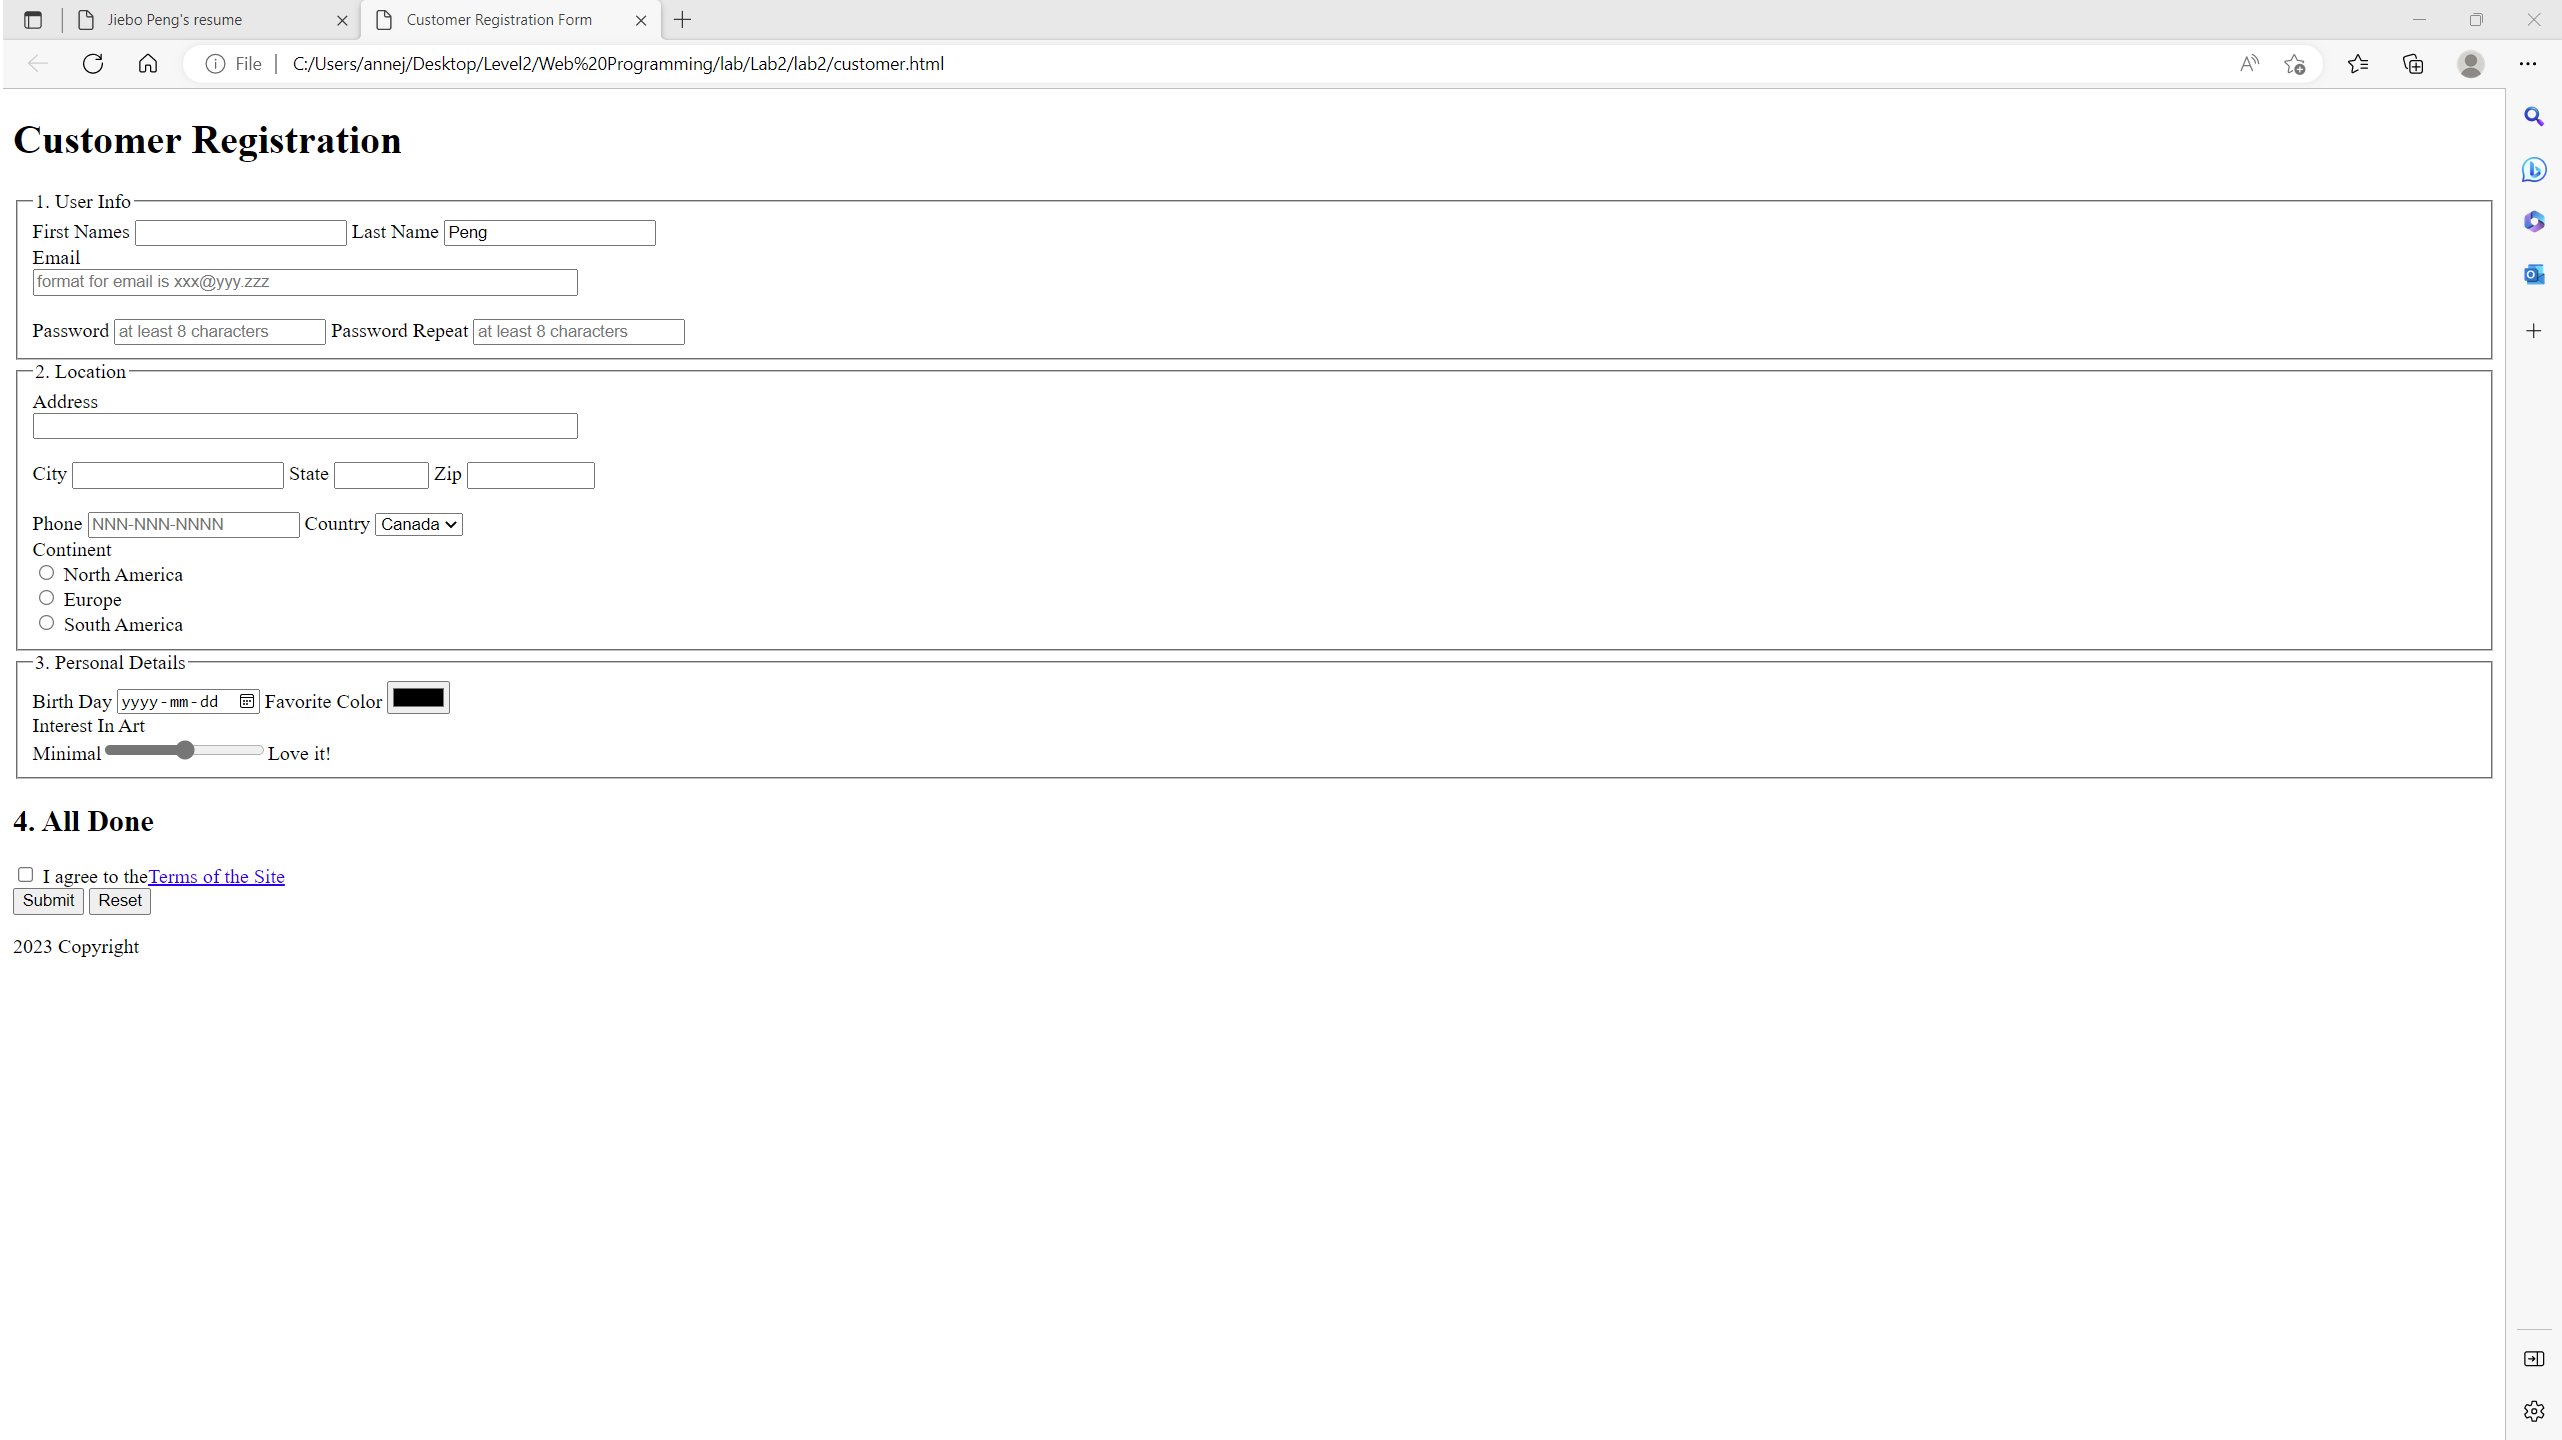 Jiebo Peng's resume
Customer Registration Form
File C:/Users/annej/Desktop/Level2/Web%20Programming/lab/Lab2/lab2/customer.html
Customer Registration
1. User Info
First Names Last Name Peng
Email
format for email is xxx@yyy.zzz
Password at least 8 characters Password Repeat at least 8 characters
2. Location
Address
City State Zip
Phone NNN-NNN-NNNN Country Canada
Continent
North America
Europe
South America
3. Personal Details
Birth Day yyyy-mm-dd Favorite Color
Interest In Art
Minimal Love it!
4. All Done
I agree to theTerms of the Site
Submit Reset
2023 Copyright